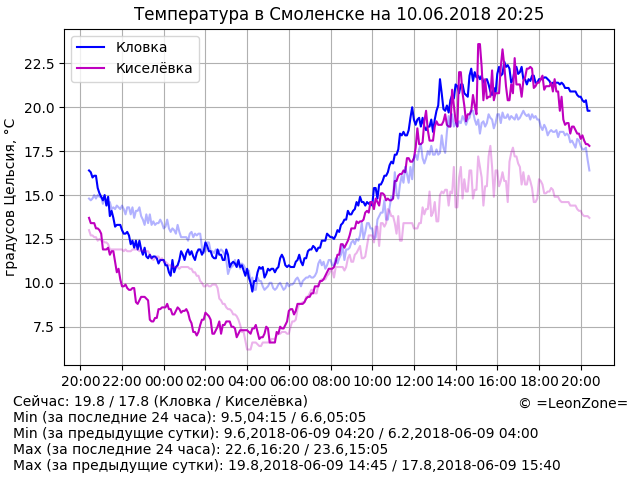 Температура в Смоленске на 10.06.2018 20:25
Кловка
Киселёвка
градусов Цельсия, °C
22.5
20.0
17.5
15.0
12.5
10.0
7.5
20:00 22:00 00:00 02:00 04:00 06:00 08:00 10:00 12:00 14:00 16:00 18:00 20:00
Сейчас: 19.8 / 17.8 (Кловка / Киселёвка)
© =LeonZone=
Min (за последние 24 часа): 9.5,04:15 / 6.6,05:05
Min (за предыдущие сутки): 9.6,2018-06-09 04:20 / 6.2,2018-06-09 04:00
Max (за последние 24 часа): 22.6,16:20 / 23.6,15:05
Max (за предыдущие сутки): 19.8,2018-06-09 14:45 / 17.8,2018-06-09 15:40